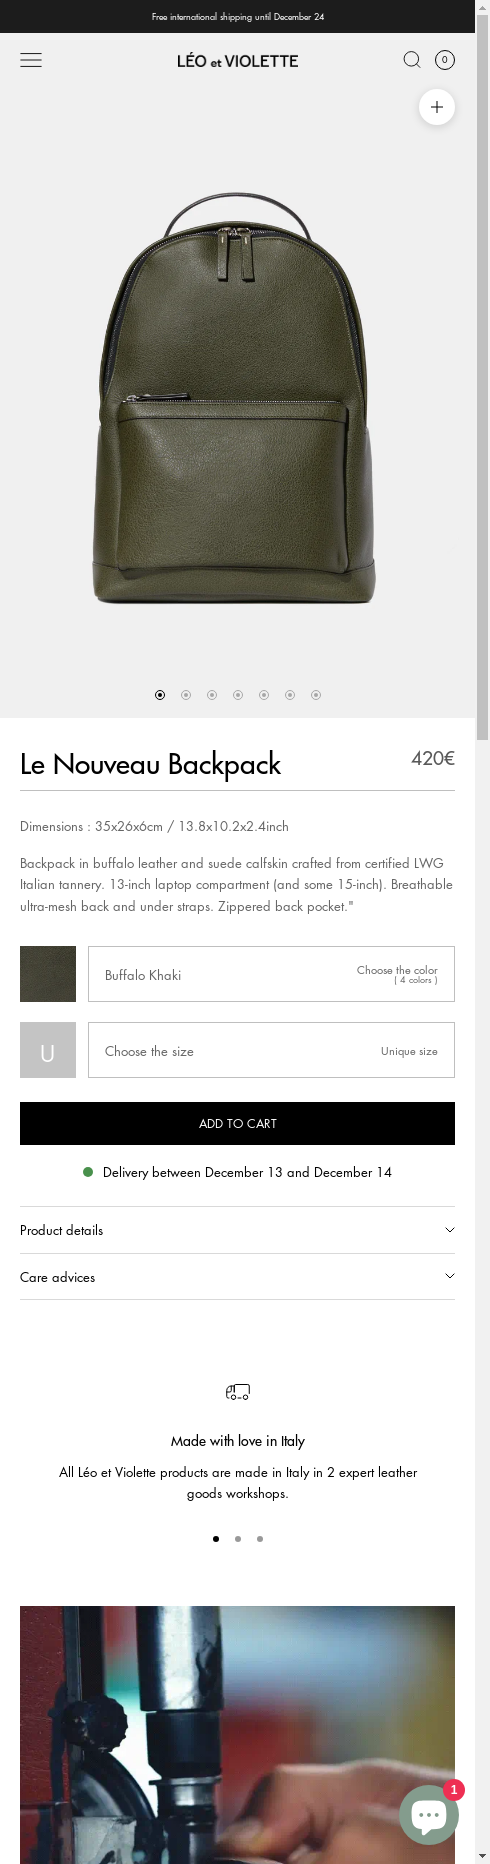 Free international shipping until December 24
LÉO et VIOLETTE
0
Le Nouveau Backpack
420€
Dimensions : 35x26x6cm / 13.8x10.2x2.4inch
Backpack in buffalo leather and suede calfskin crafted from certified LWG
Italian tannery. 13-inch laptop compartment (and some 15-inch). Breathable
ultra-mesh back and under straps. Zippered back pocket."
Buffalo Khaki
Choose the color
( 4 colors )
U
Choose the size
Unique size
ADD TO CART
Delivery between December 13 and December 14
Product details
Care advices
Made with love in Italy
All Léo et Violette products are made in Italy in 2 expert leather
goods workshops.
1